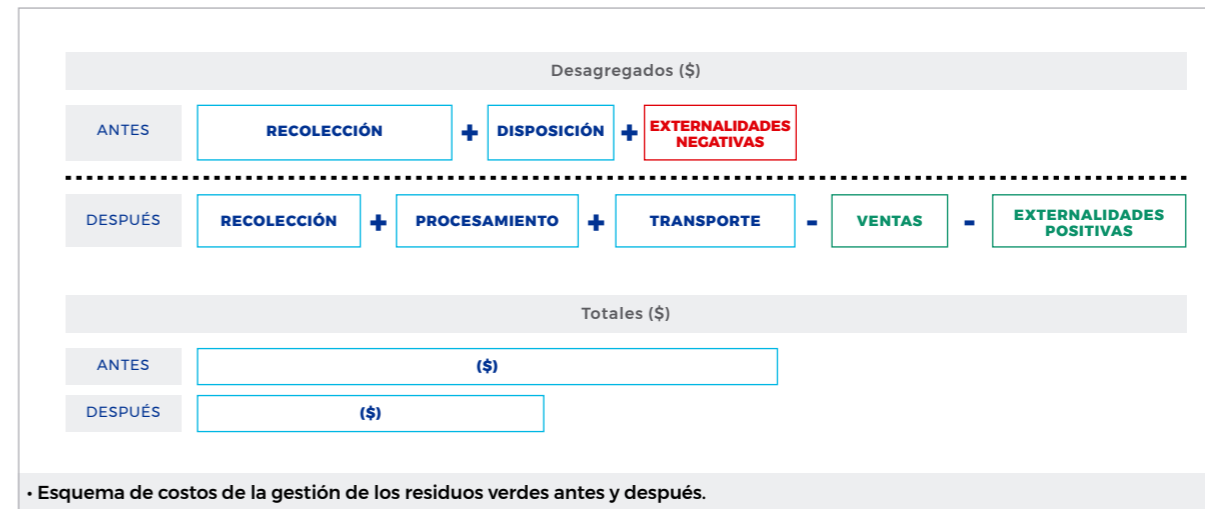 Desagregados ($)
ANTES RECOLECCIÓN + DISPOSICIÓN + EXTERNALIDADES NEGATIVAS
DESPUÉS RECOLECCIÓN + PROCESAMIENTO + TRANSPORTE - VENTAS - EXTERNALIDADES POSITIVAS
Totales ($)
ANTES ($)
DESPUÉS ($)
• Esquema de costos de la gestión de los residuos verdes antes y después.